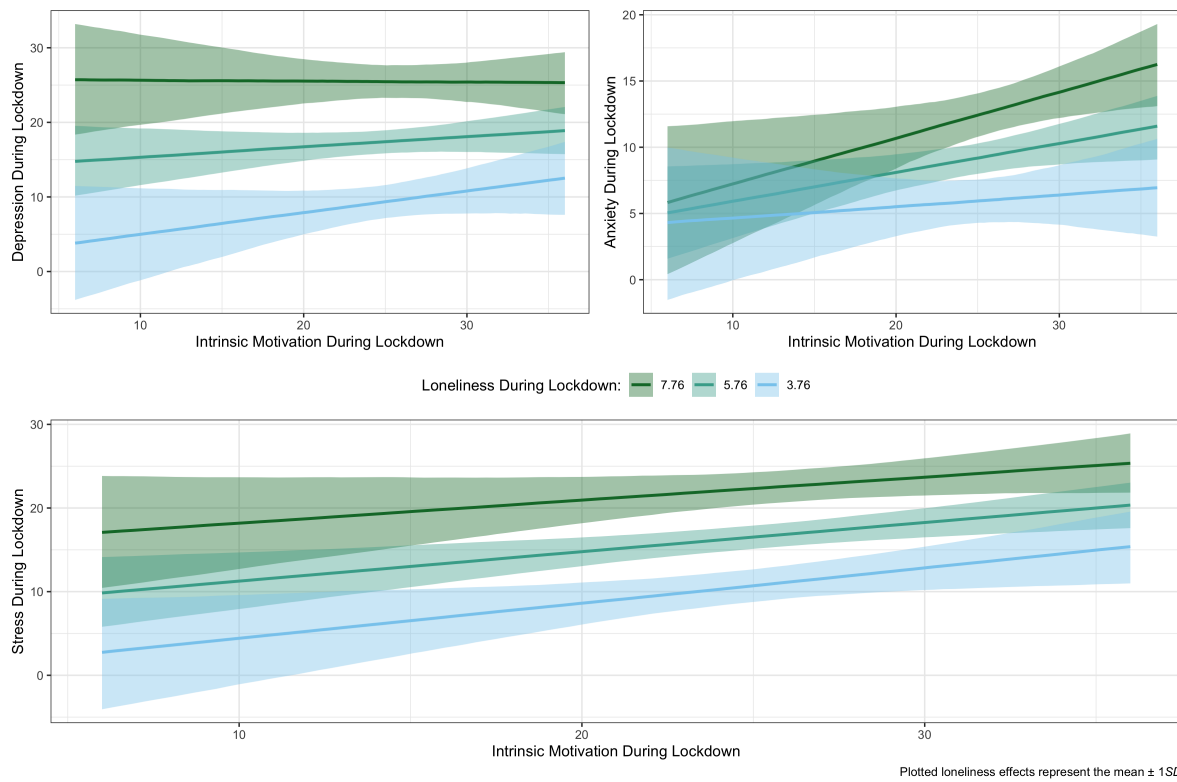 Depression During Lockdown
30
20
10
0
10
20
30
Intrinsic Motivation During Lockdown
Anxiety During Lockdown
20
15
10
5
0
10
20
30
Intrinsic Motivation During Lockdown
Loneliness During Lockdown: 7.76 5.76 3.76
Stress During Lockdown
30
20
10
0
10
20
30
Intrinsic Motivation During Lockdown
Plotted loneliness effects represent the mean ± 1SD